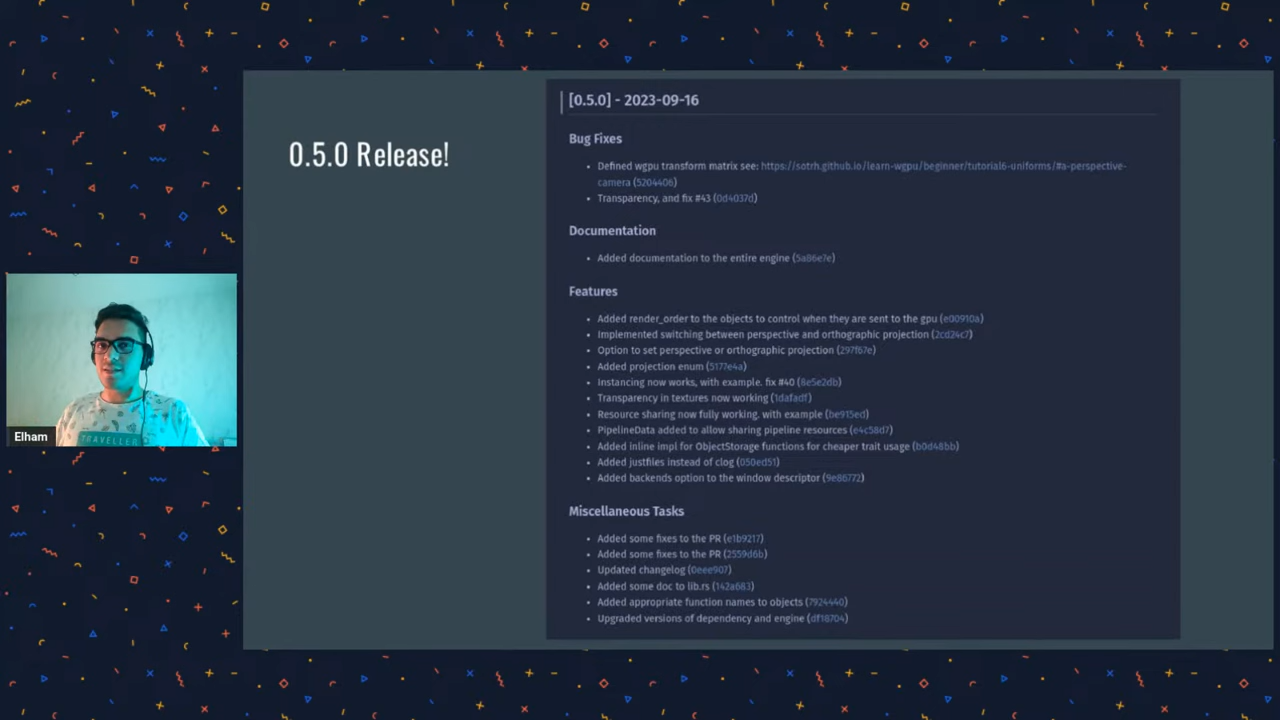 0.5.0 Release!
[0.5.0] - 2023-09-16
Bug Fixes
• Defined wgpu transform matrix see: https://sotrh.github.io/learn-wgpu/beginner/tutorial6-uniforms/#a-perspective-
camera (5204406)
• Transparency, and fix #43 (0d4037d)
Documentation
• Added documentation to the entire engine (5a86e7e)
Features
• Added render_order to the objects to control when they are sent to the gpu (e00910a)
• Implemented switching between perspective and orthographic projection (2cd24c7)
• Option to set perspective or orthographic projection (297f67e)
• Added projection enum (5177e4a)
• Instancing now works, with example. fix #40 (8e5e2db)
• Transparency in textures now working (1dafadf)
• Resource sharing now fully working. with example (be915ed)
• PipelineData added to allow sharing pipeline resources (e4c58d7)
• Added inline impl for ObjectStorage functions for cheaper trait usage (b0d48bb)
• Added justfiles instead of clog (050ed51)
• Added backends option to the window descriptor (9e86772)
Miscellaneous Tasks
• Added some fixes to the PR (e1b9217)
• Added some fixes to the PR (2559d6b)
• Updated changelog (0eee907)
• Added some doc to lib.rs (142a683)
• Added appropriate function names to objects (7924440)
• Upgraded versions of dependency and engine (df18704)
TRAVELLER
Elham